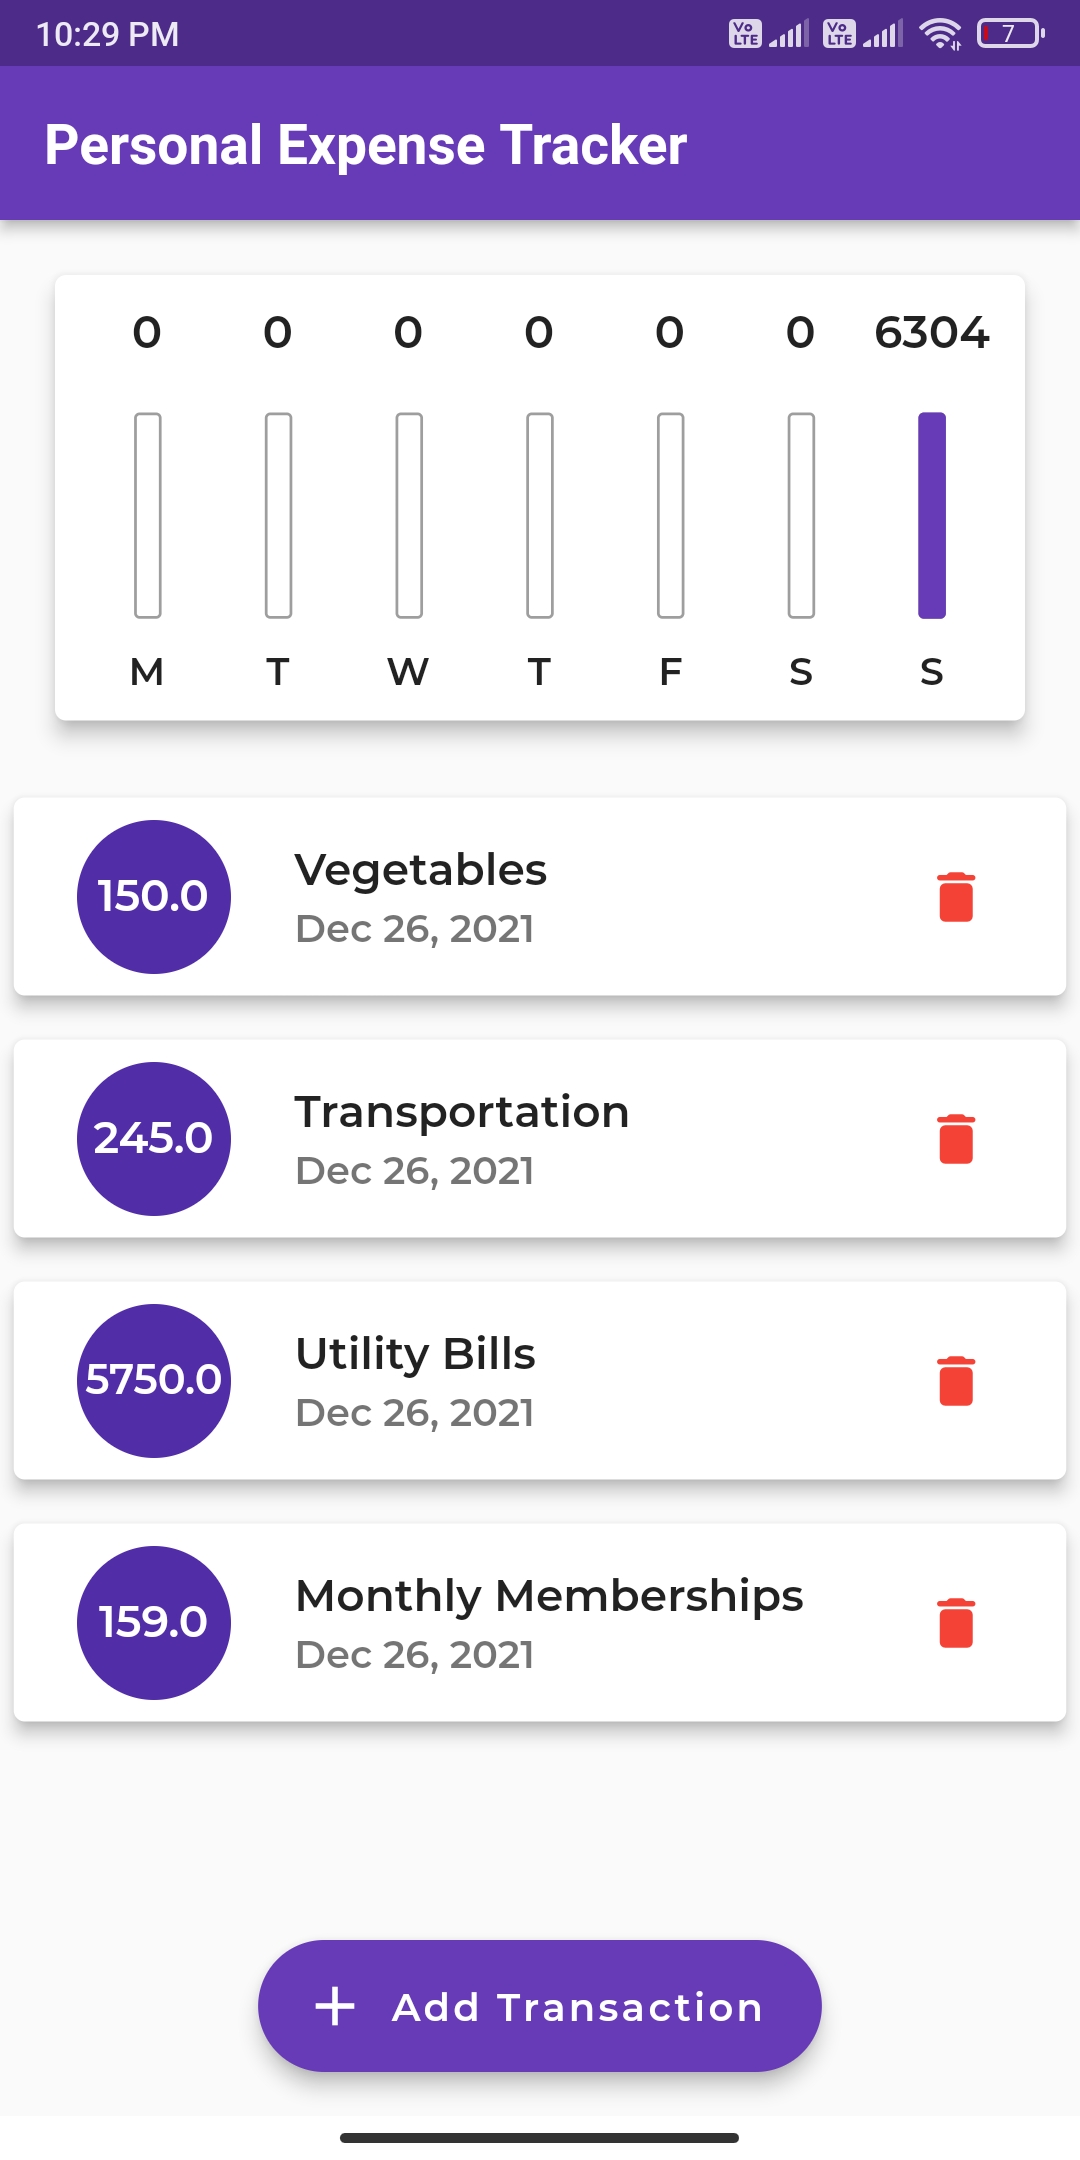 10:29 PM
Vo LTE Vo LTE 7
Personal Expense Tracker
0 0 0 0 0 0 6304
M T W T F S S
150.0
Vegetables
Dec 26, 2021
245.0
Transportation
Dec 26, 2021
5750.0
Utility Bills
Dec 26, 2021
159.0
Monthly Memberships
Dec 26, 2021
+ Add Transaction